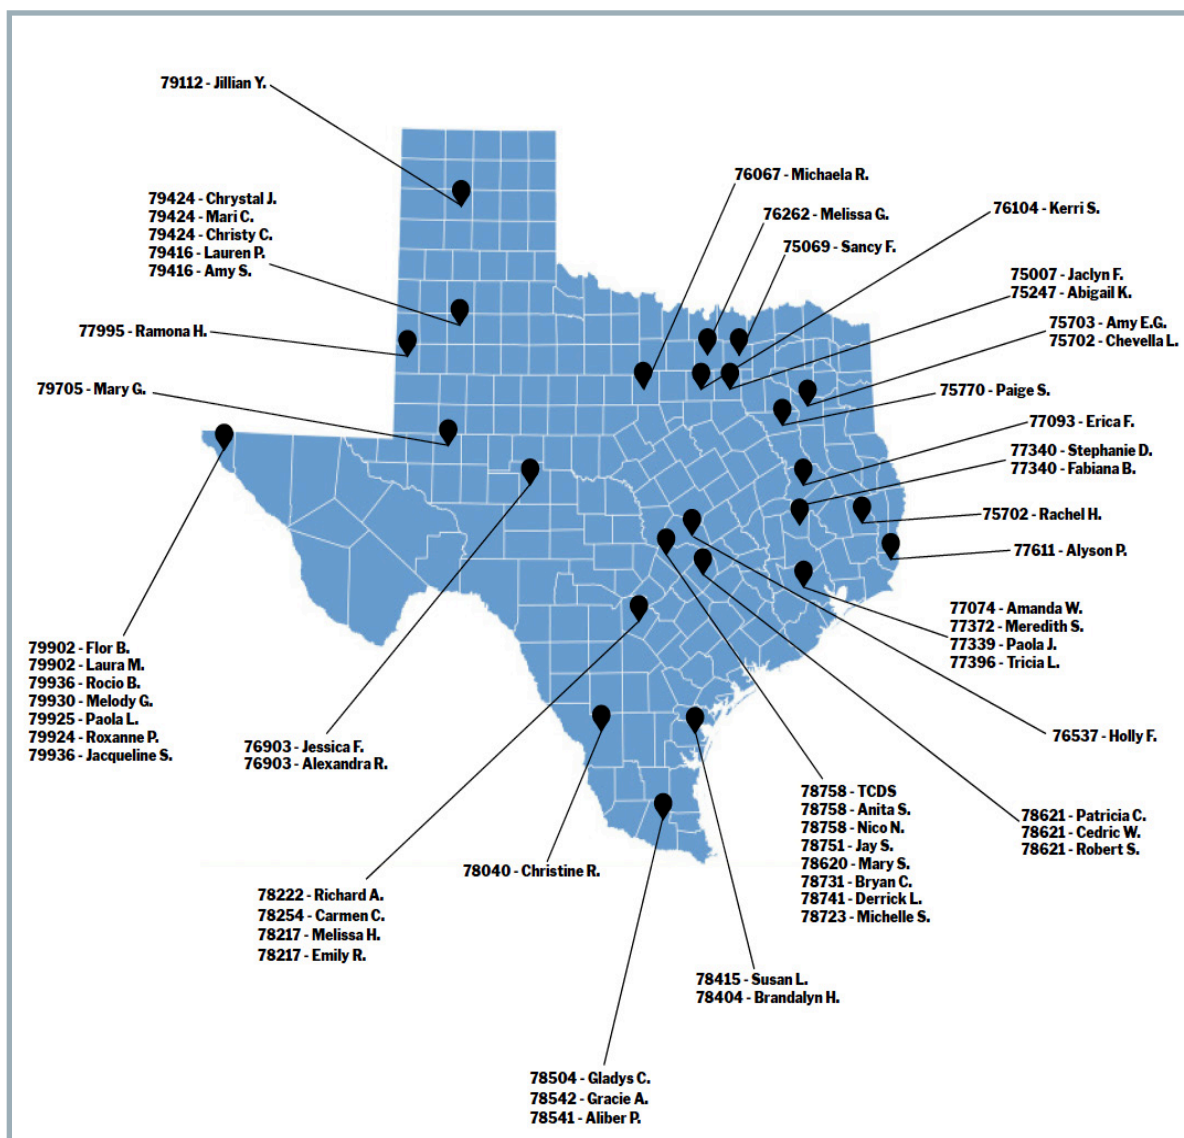 79112 - Jillian Y.
76067 - Michaela R.
79424 - Chrystal J.
79424 - Mari C.
79424 - Christy C.
79416 - Lauren P.
79416 - Amy S.
76262 - Melissa G.
76104 - Kerri S.
75069 - Sancy F.
75007 - Jaclyn F.
75247 - Abigail K.
77995 - Ramona H.
75703 - Amy E.G.
75702 - Chevella L.
79705 - Mary G.
75770 - Paige S.
77093 - Erica F.
77340 - Stephanie D.
77340 - Fabiana B.
75702 - Rachel H.
77611 - Alyson P.
77074 - Amanda W.
77372 - Meredith S.
77339 - Paola J.
77396 - Tricia L.
79902 - Flor B.
79902 - Laura M.
79936 - Rocio B.
79930 - Melody G.
79925 - Paola L.
79924 - Roxanne P.
79936 - Jacqueline S.
76903 - Jessica F.
76903 - Alexandra R.
76537 - Holly F.
78758 - TCDS
78758 - Anita S.
78758 - Nico N.
78751 - Jay S.
78620 - Mary S.
78731 - Bryan C.
78741 - Derrick L.
78723 - Michelle S.
78621 - Patricia C.
78621 - Cedric W.
78621 - Robert S.
78040 - Christine R.
78222 - Richard A.
78254 - Carmen C.
78217 - Melissa H.
78217 - Emily R.
78415 - Susan L.
78404 - Brandalyn H.
78504 - Gladys C.
78542 - Gracie A.
78541 - Aliber P.